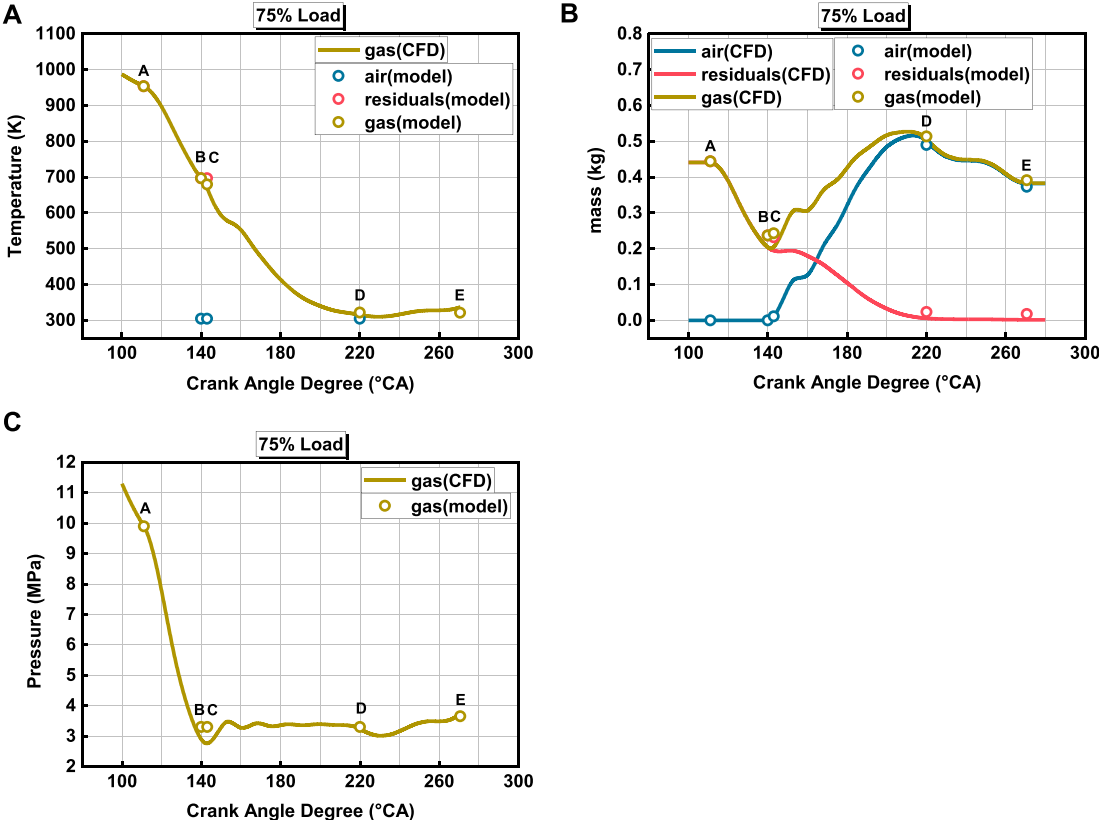 A
75% Load
1100
1000
900
800
700
600
500
400
300
Temperature (K)
gas(CFD)
air(model)
residuals(model)
gas(model)
A
B C
D
E
100
140
180
220
260
300
Crank Angle Degree (°CA)
B
75% Load
0.8
0.7
0.6
0.5
0.4
0.3
0.2
0.1
0.0
mass (kg)
air(CFD)
residuals(CFD)
gas(CFD)
air(model)
residuals(model)
gas(model)
A
B C
D
E
100
140
180
220
260
300
Crank Angle Degree (°CA)
C
75% Load
12
11
10
9
8
7
6
5
4
3
2
Pressure (MPa)
gas(CFD)
gas(model)
A
B C
D
E
100
140
180
220
260
300
Crank Angle Degree (°CA)